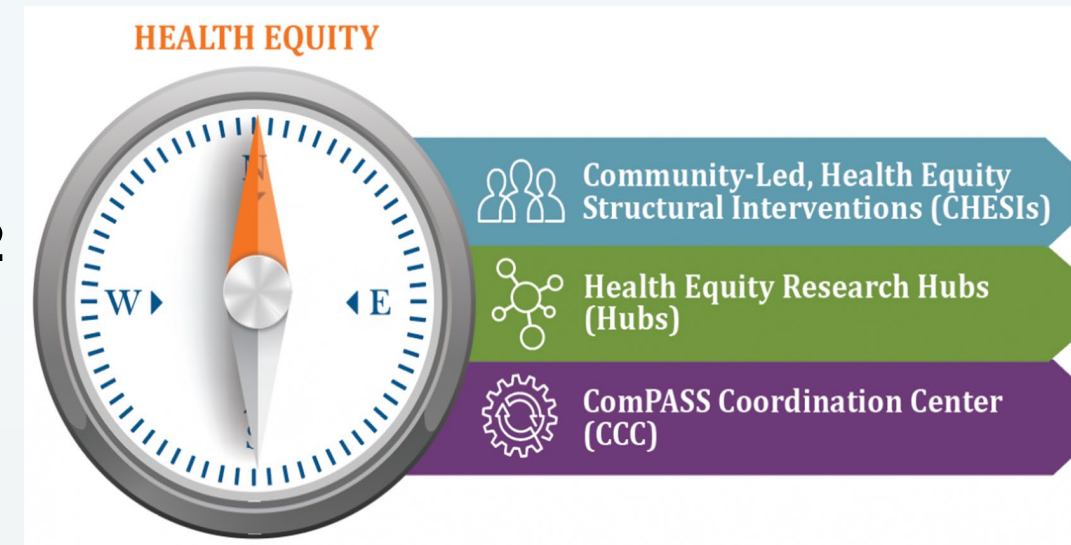 HEALTH EQUITY
N
W
E
S
Community-Led, Health Equity
Structural Interventions (CHESIs)
Health Equity Research Hubs
(Hubs)
ComPASS Coordination Center
(CCC)